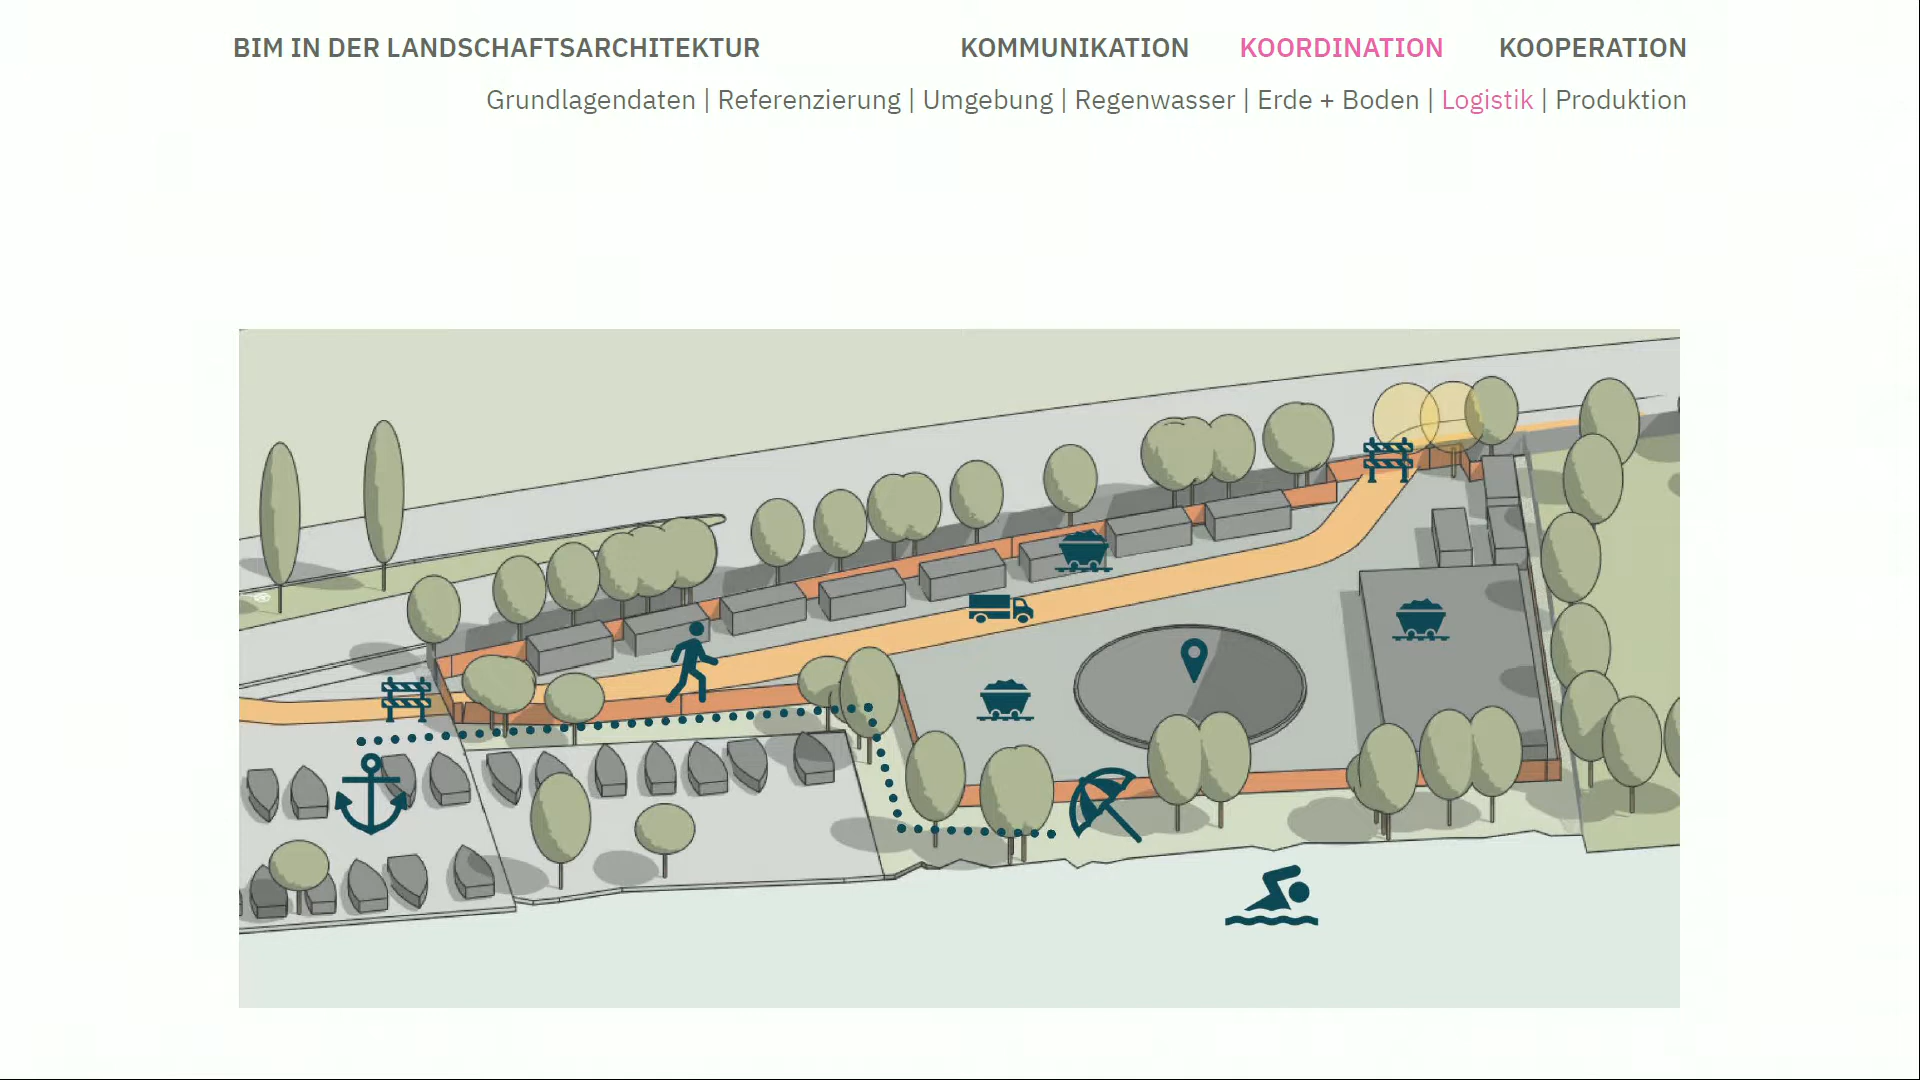 BIM IN DER LANDSCHAFTSARCHITEKTUR KOMMUNIKATION KOORDINATION KOOPERATION
Grundlagendaten | Referenzierung | Umgebung | Regenwasser | Erde + Boden | Logistik | Produktion